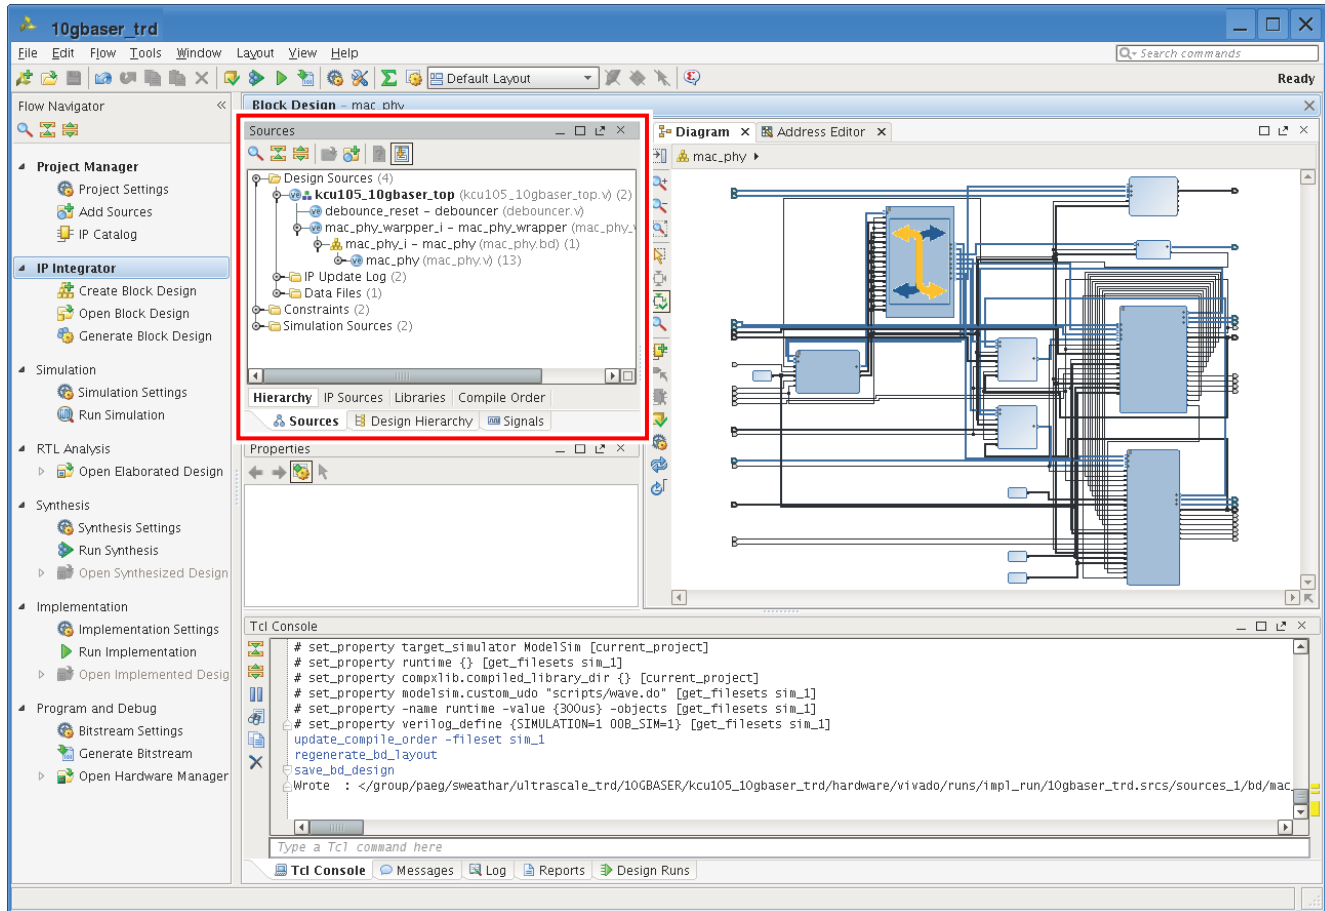 10gbaser_trd
File Edit Flow Tools Window Layout View Help
Search commands
Default Layout
Ready
Flow Navigator
Project Manager
Project Settings
Add Sources
IP Catalog
IP Integrator
Create Block Design
Open Block Design
Generate Block Design
Simulation
Simulation Settings
Run Simulation
RTL Analysis
Open Elaborated Design
Synthesis
Synthesis Settings
Run Synthesis
Open Synthesized Design
Implementation
Implementation Settings
Run Implementation
Open Implemented Desig
Program and Debug
Bitstream Settings
Generate Bitstream
Open Hardware Manager
Block Design - mac_phy
Sources
Design Sources (4)
kcu105_10gbaser_top (kcu105_10gbaser_top.v) (2)
debounce_reset - debouncer (debouncer.v)
mac_phy_warpper_i - mac_phy_wrapper (mac_phy_
mac_phy_i - mac_phy (mac_phy.bd) (1)
mac_phy (mac_phy.v) (13)
IP Update Log (2)
Data Files (1)
Constraints (2)
Simulation Sources (2)
Hierarchy IP Sources Libraries Compile Order
Sources Design Hierarchy Signals
Properties
Diagram Address Editor
mac_phy
Tcl Console
# set_property target_simulator ModelSim [current_project]
# set_property runtime {} [get_filesets sim_1]
# set_property compxlib.compiled_library_dir {} [current_project]
# set_property modelsim.custom_udo "scripts/wave.do" [get_filesets sim_1]
# set_property -name runtime -value {300us} -objects [get_filesets sim_1]
# set_property verilog_define {SIMULATION=1 OOB_SIM=1} [get_filesets sim_1]
update_compile_order -fileset sim_1
regenerate_bd_layout
save_bd_design
Wrote : </group/paeg/sweathar/ultrascale_trd/10GBASER/kcu105_10gbaser_trd/hardware/vivado/runs/impl_run/10gbaser_trd.srcs/sources_1/bd/mac_
Type a Tcl command here
Tcl Console Messages Log Reports Design Runs